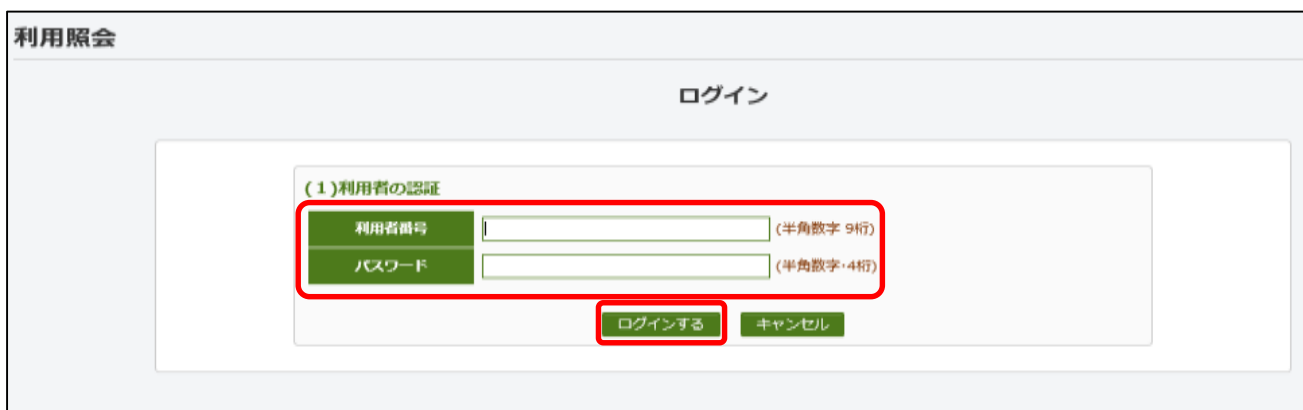 利用照会
ログイン
(1)利用者の認証
利用者番号 (半角数字 9桁)
パスワード (半角数字・4桁)
ログインする キャンセル